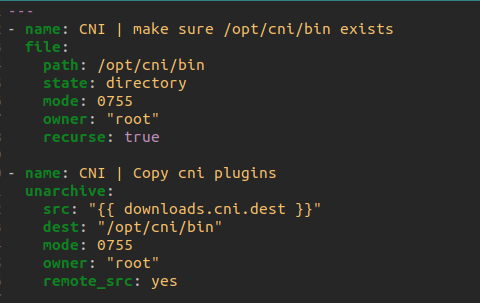 ---
- name: CNI | make sure /opt/cni/bin exists
  file:
    path: /opt/cni/bin
    state: directory
    mode: 0755
    owner: "root"
    recurse: true

- name: CNI | Copy cni plugins
  unarchive:
    src: "{{ downloads.cni.dest }}"
    dest: "/opt/cni/bin"
    mode: 0755
    owner: "root"
    remote_src: yes